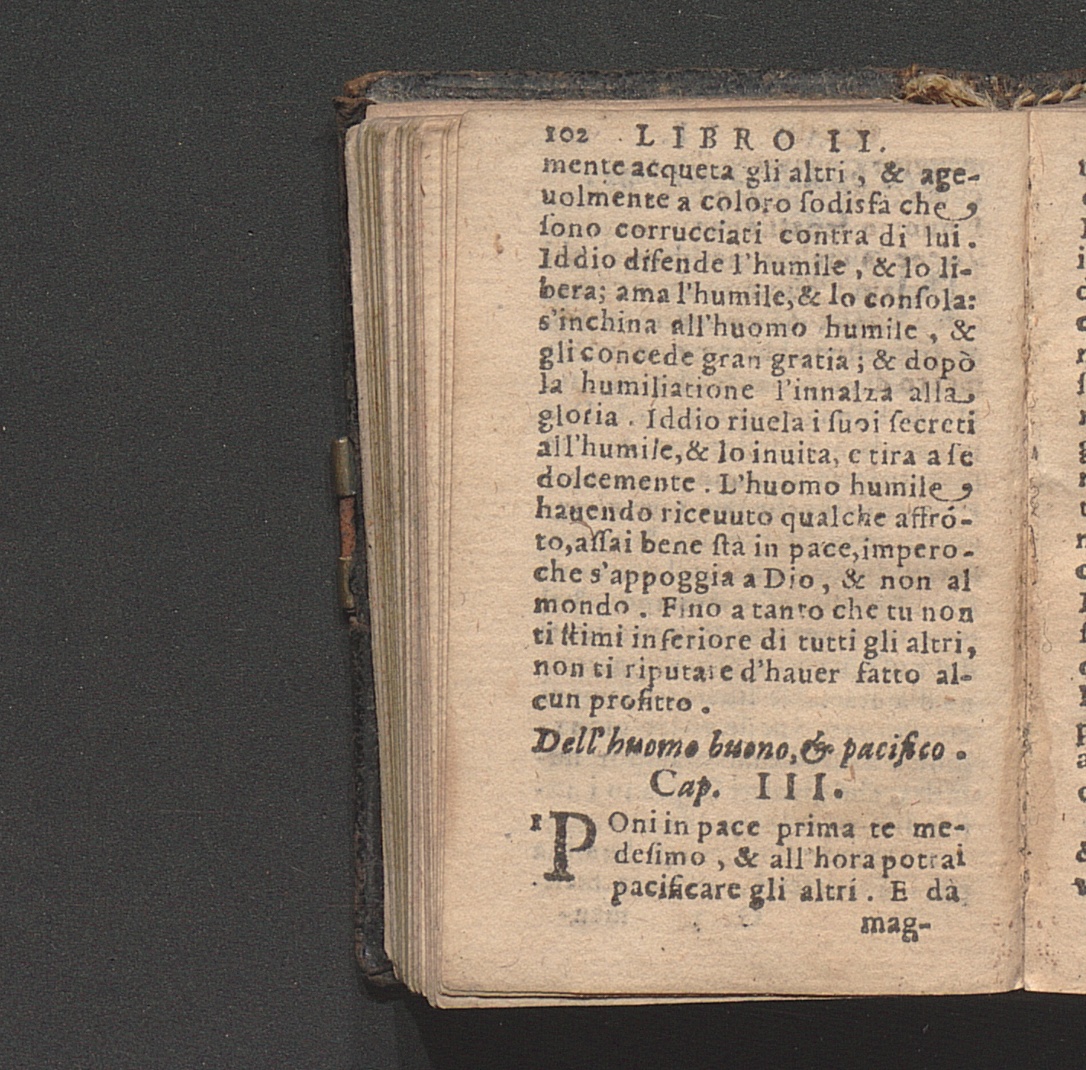 102 LIBRO II.
mente acqueta gli altri, & age-
uolmente a coloro ſodisfà che
ſono corrucciati contra di lui.
Iddio difende l'humile, & lo li-
bera; ama l'humile, & lo conſola:
s'inchina all'huomo humile, &
gli concede gran gratia; & dopò
la humiliatione l'innalza alla
gloria. Iddio riuela i ſuoi ſecreti
all'humile, & lo inuita, e tira a ſe
dolcemente. L'huomo humile
hauendo riceuuto qualche affró-
to, aſſai bene ſta in pace, impero-
che s'appoggia a Dio, & non al
mondo. Fino a tanto che tu non
ti ſtimi inferiore di tutti gli altri,
non ti riputare d'hauer fatto al-
cun profitto.
Dell'huomo buono, & pacifico.
Cap. III.
1 POni in pace prima te me-
deſimo, & all'hora potrai
pacificare gli altri. E dà
mag-